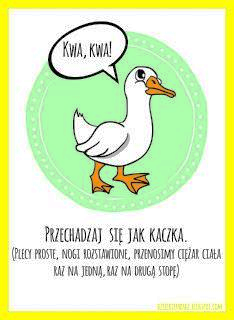 Kwa, kwa!
Przechadzaj się jak kaczka.
(Plecy proste, nogi rozstawione, przenosimy ciężar ciała
raz na jedną, raz na drugą stopę)